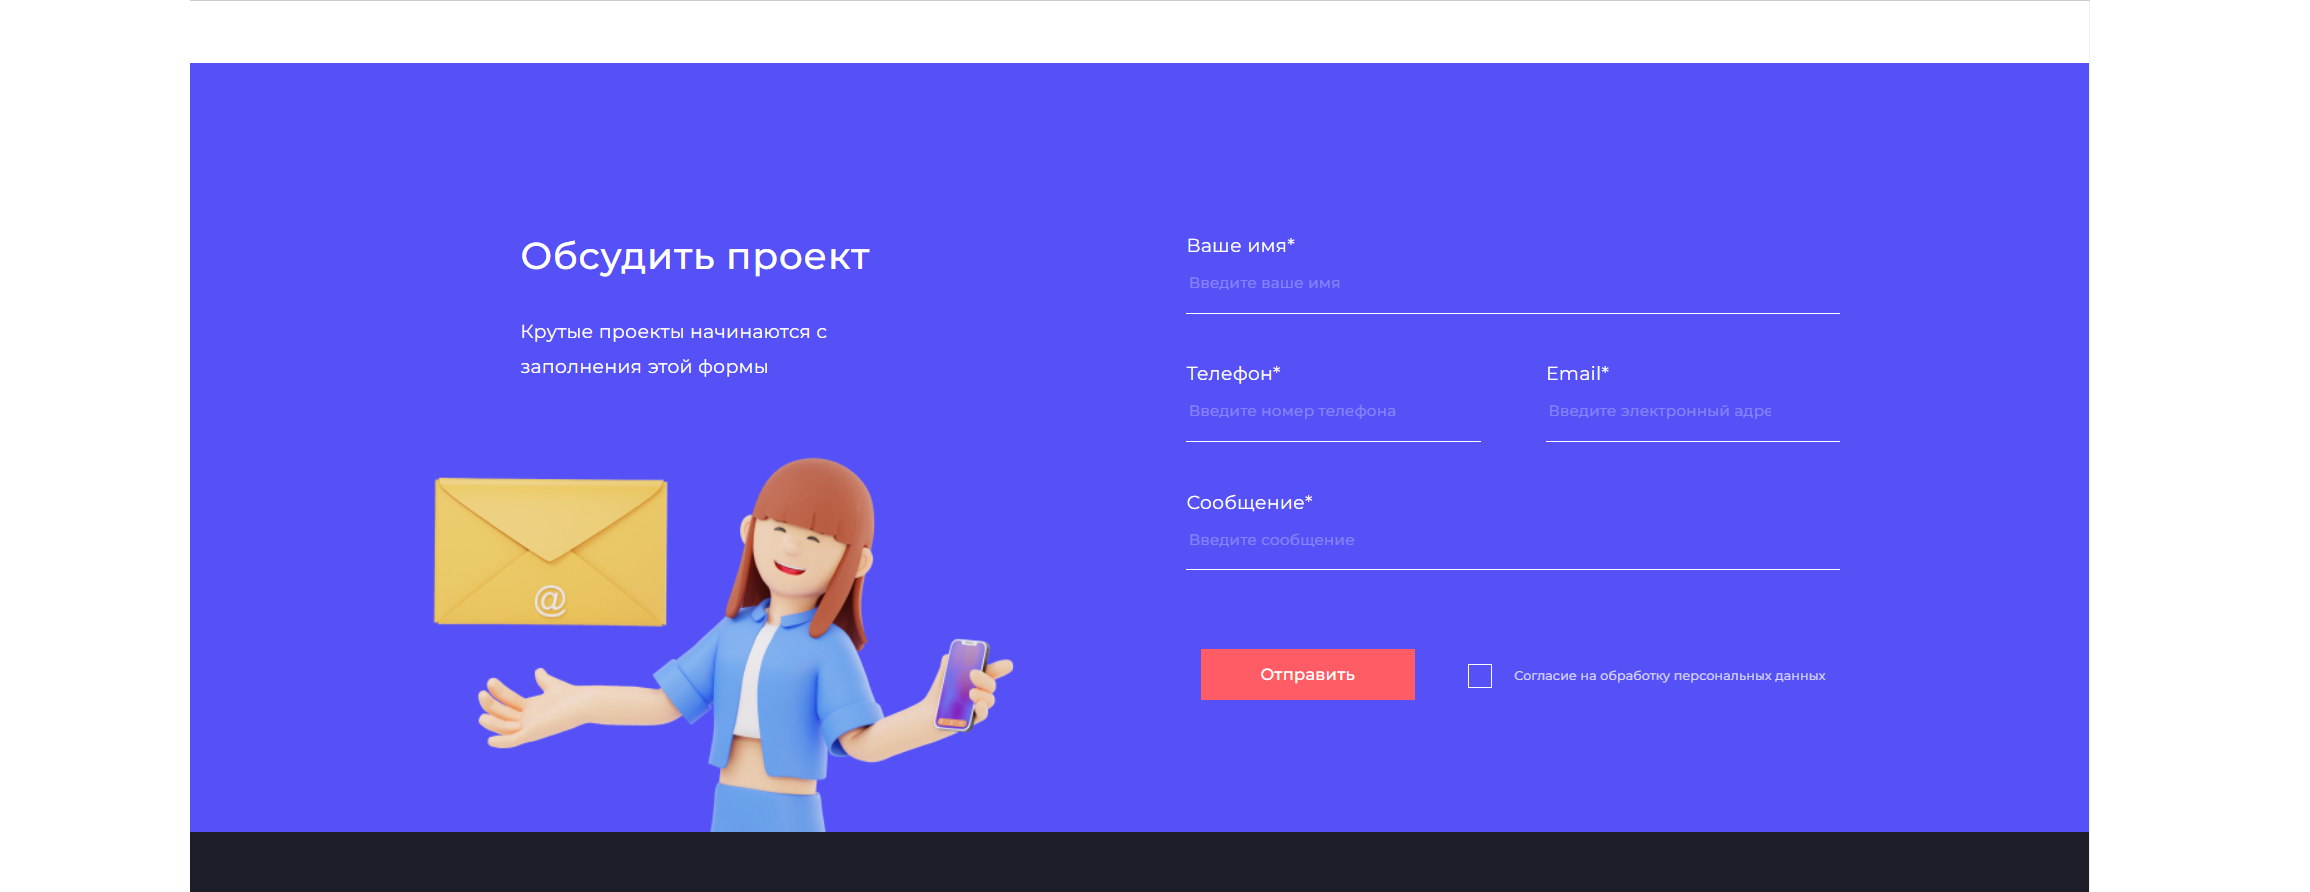 Обсудить проект
Крутые проекты начинаются с
заполнения этой формы
@
Ваше имя*
Введите ваше имя
Телефон*
Введите номер телефона
Email*
Введите электронный адре
Сообщение*
Введите сообщение
Отправить
Согласие на обработку персональных данных